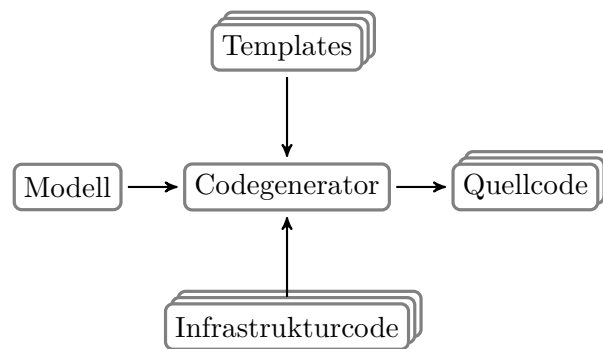 Templates
Modell
Codegenerator
Quellcode
Infrastrukturcode